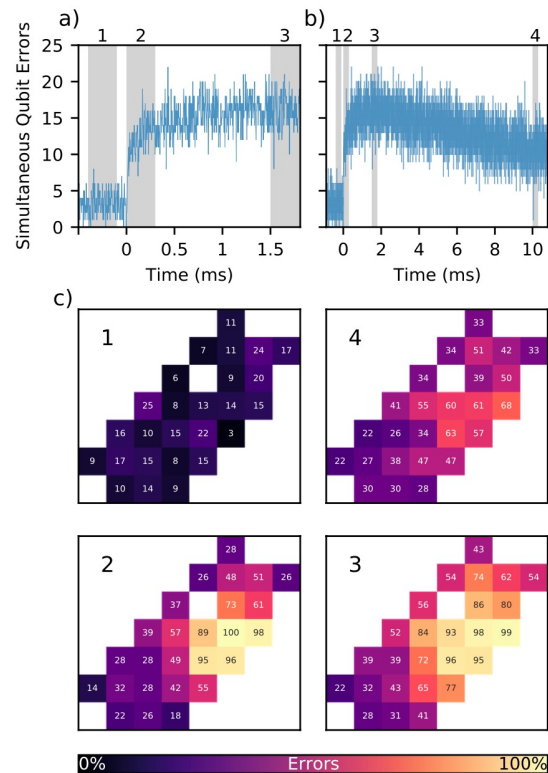 a)
b)
1 2 3
12 3 4
Simultaneous Qubit Errors
25
20
15
10
5
0
0 0.5 1 1.5
0 2 4 6 8 10
Time (ms)
Time (ms)
c)
1
11
7 11 24 17
6 9 20
25 8 13 14 15
16 10 15 22 3
9 17 15 8 15
10 14 9
4
33
34 51 42 33
34 39 50
41 55 60 61 68
22 26 34 63 57
22 27 38 47 47
30 30 28
2
28
26 48 51 26
37 73 61
39 57 89 100 98
28 28 49 95 96
14 32 28 42 55
22 26 18
3
43
54 74 62 54
56 86 80
52 84 93 98 99
39 39 72 96 95
22 32 43 65 77
28 31 41
0% Errors 100%